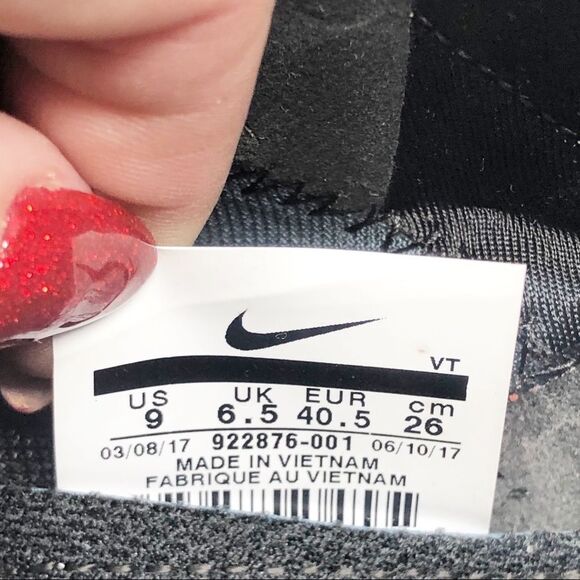 VT
US UK EUR cm
9 6.5 40.5 26
03/08/17 922876-001 06/10/17
MADE IN VIETNAM
FABRIQUE AU VIETNAM